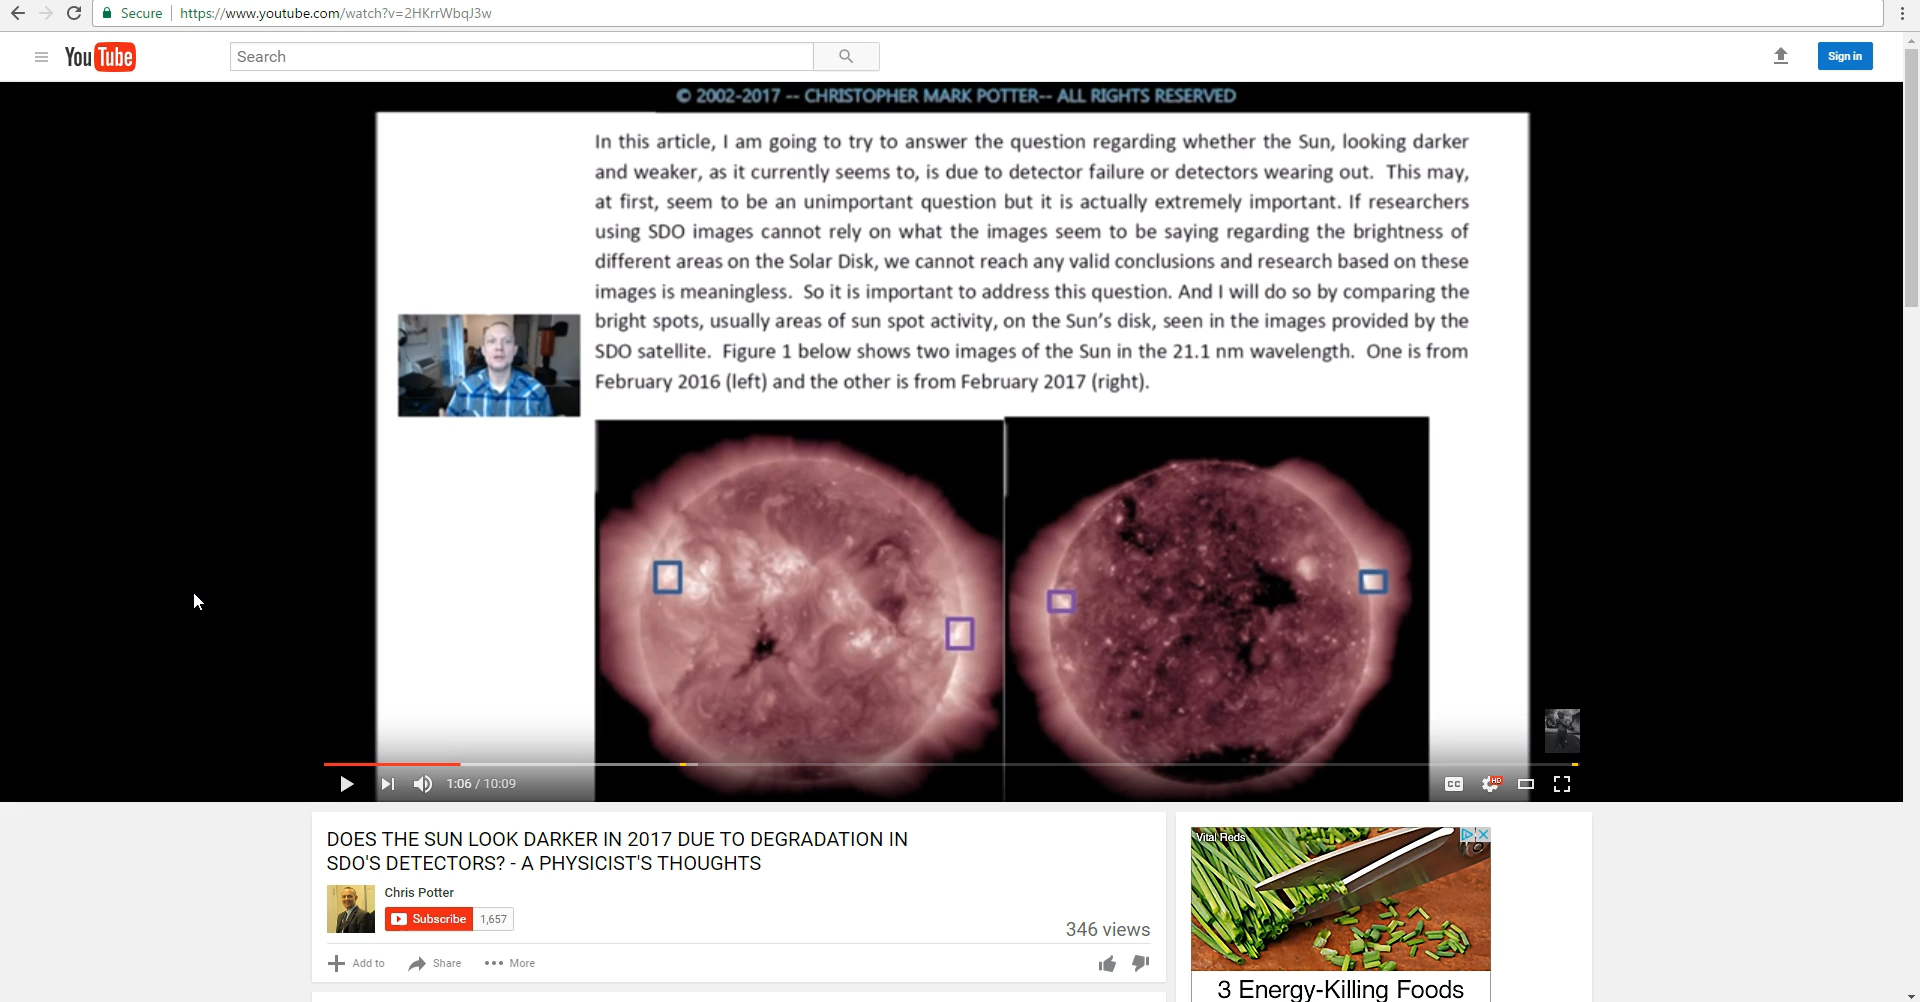 Secure https://www.youtube.com/watch?v=2HKrrWbqJ3w
YouTube
Search
Sign in
© 2002-2017 -- CHRISTOPHER MARK POTTER-- ALL RIGHTS RESERVED
In this article, I am going to try to answer the question regarding whether the Sun, looking darker
and weaker, as it currently seems to, is due to detector failure or detectors wearing out. This may,
at first, seem to be an unimportant question but it is actually extremely important. If researchers
using SDO images cannot rely on what the images seem to be saying regarding the brightness of
different areas on the Solar Disk, we cannot reach any valid conclusions and research based on these
images is meaningless. So it is important to address this question. And I will do so by comparing the
bright spots, usually areas of sun spot activity, on the Sun's disk, seen in the images provided by the
SDO satellite. Figure 1 below shows two images of the Sun in the 21.1 nm wavelength. One is from
February 2016 (left) and the other is from February 2017 (right).
1:06 / 10:09
CC
HD
DOES THE SUN LOOK DARKER IN 2017 DUE TO DEGRADATION IN
SDO'S DETECTORS? - A PHYSICIST'S THOUGHTS
Chris Potter
Subscribe 1,657
346 views
Add to Share More
Vital Reds
3 Energy-Killing Foods